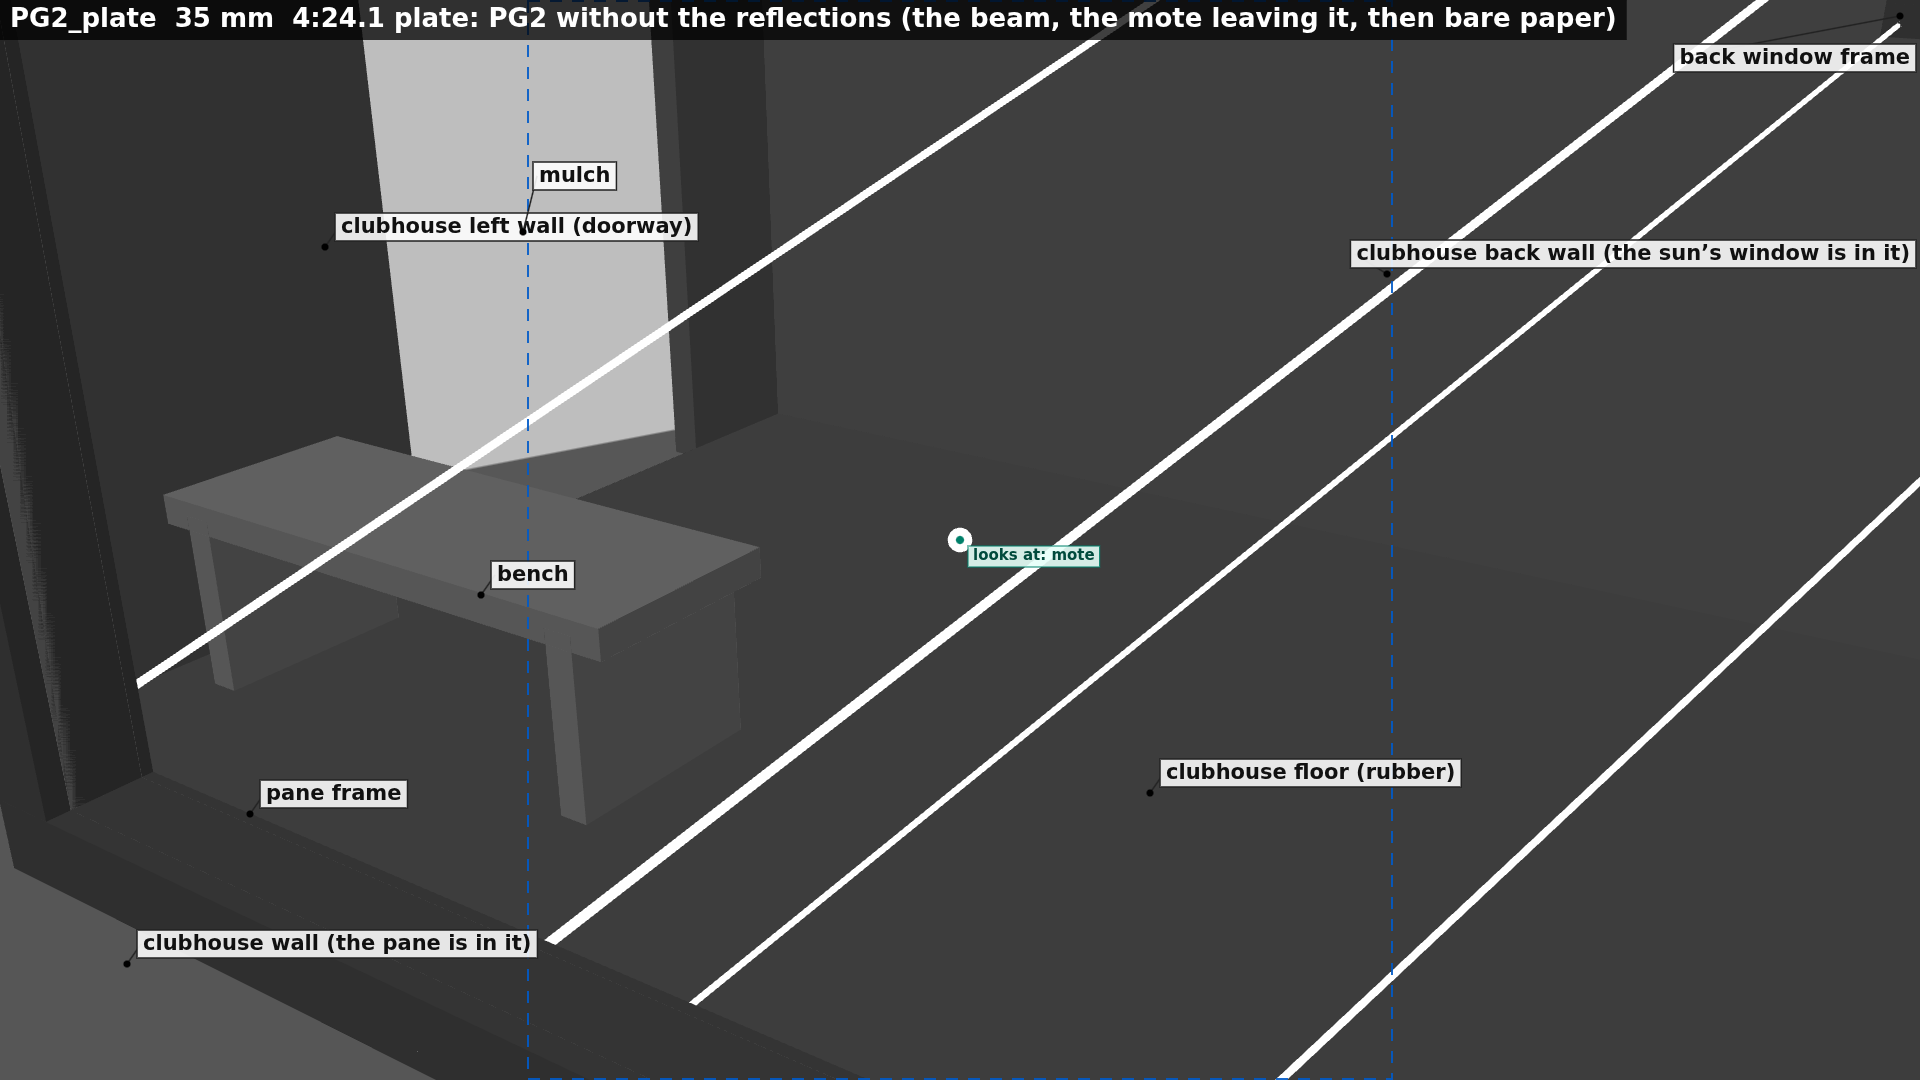 PG2_plate  35 mm  4:24.1 plate: PG2 without the reflections (the beam, the mote leaving it, then bare paper)
back window frame
mulch
clubhouse left wall (doorway)
clubhouse back wall (the sun’s window is in it)
looks at: mote
bench
clubhouse floor (rubber)
pane frame
clubhouse wall (the pane is in it)